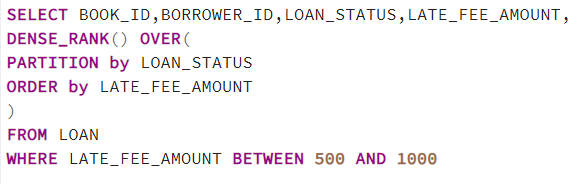 SELECT BOOK_ID,BORROWER_ID,LOAN_STATUS,LATE_FEE_AMOUNT,
DENSE_RANK() OVER(
PARTITION by LOAN_STATUS
ORDER by LATE_FEE_AMOUNT
)
FROM LOAN
WHERE LATE_FEE_AMOUNT BETWEEN 500 AND 1000